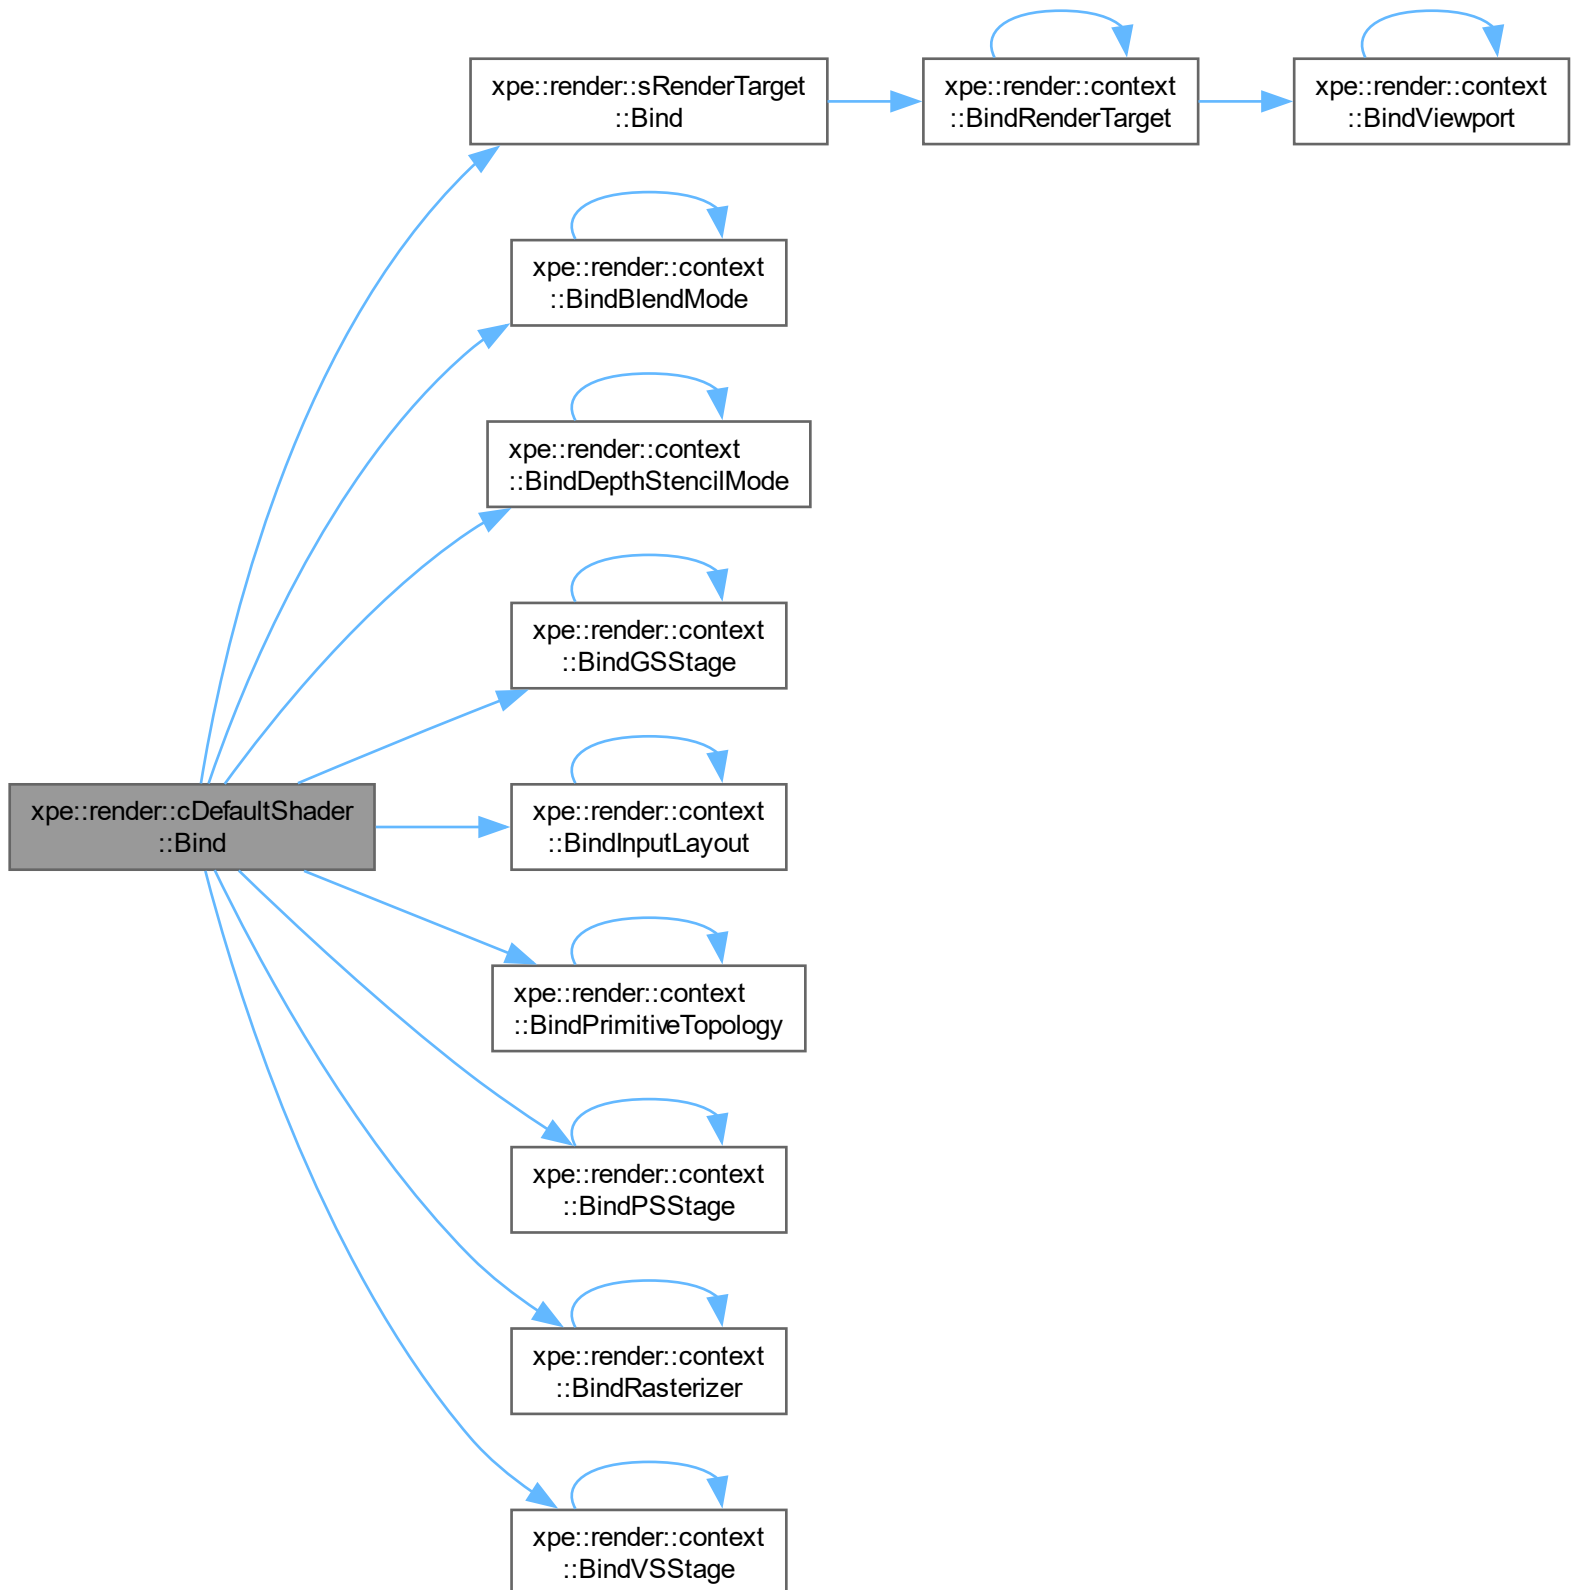 xpe::render::sRenderTarget
::Bind
xpe::render::context
::BindRenderTarget
xpe::render::context
::BindViewport
xpe::render::context
::BindBlendMode
xpe::render::context
::BindDepthStencilMode
xpe::render::context
::BindGSStage
xpe::render::cDefaultShader
::Bind
xpe::render::context
::BindInputLayout
xpe::render::context
::BindPrimitiveTopology
xpe::render::context
::BindPSStage
xpe::render::context
::BindRasterizer
xpe::render::context
::BindVSStage